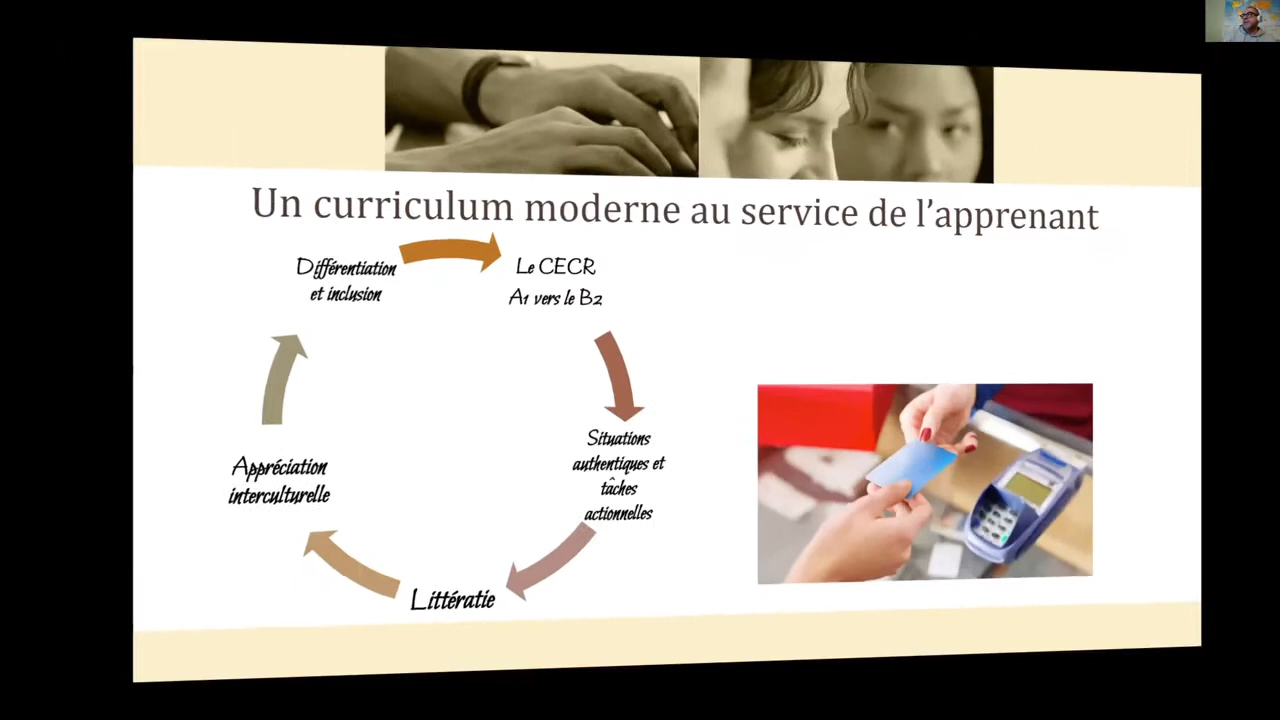 Un curriculum moderne au service de l'apprenant
Différentiation
et inclusion
Le CECR
A1 vers le B2
Situations
authentiques et
tâches
actionnelles
Littératie
Appréciation
interculturelle